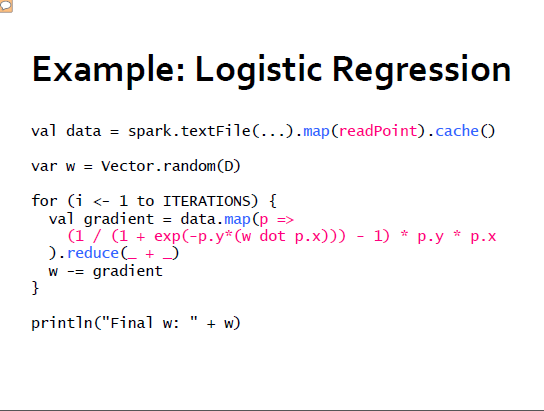 Example: Logistic Regression
val data = spark.textFile(...).map(readPoint).cache()
var w = Vector.random(D)
for (i <- 1 to ITERATIONS) {
val gradient = data.map(p =>
(1 / (1 + exp(-p.y*(w dot p.x))) - 1) * p.y * p.x
).reduce(_ + _)
w -= gradient
}
println("Final w: " + w)